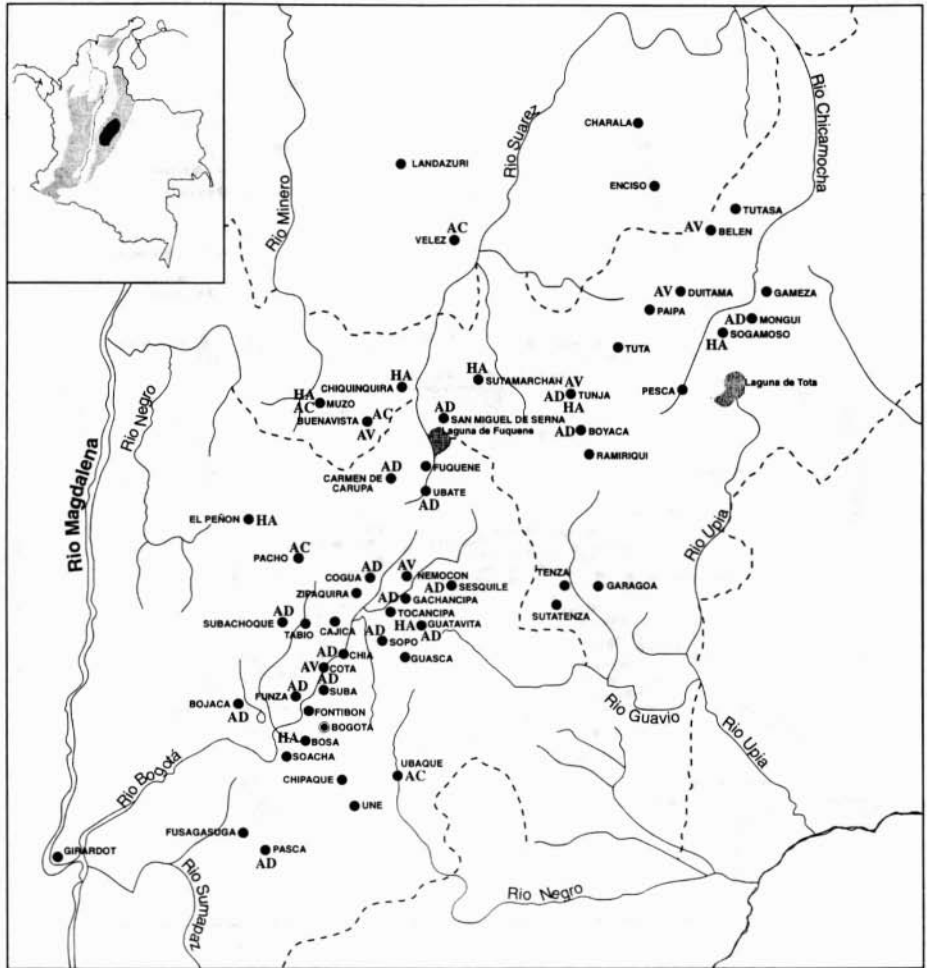 CHARALA
Rio Chicamocha
Rio Suarez
LANDAZURI
ENCISO
Rio Minero
TUTASA
AC
VELEZ
AV
BELEN
AV
DUITAMA
GAMEZA
PAIPA
AD
MONGUI
SOGAMOSO
HA
TUTA
Rio Negro
HA
CHIQUINQUIRA
HA
SUTAMARCHAN
AV
AD
TUNJA
HA
PESCA
Laguna de Tota
HA
MUZO
AC
AC
BUENAVISTA
AV
AD
SAN MIGUEL DE SERNA
Laguna de Fuquene
AD
BOYACA
RAMIRIQUI
Rio Magdalena
AD
CARMEN DE
CARUPA
FUQUENE
UBATE
AD
EL PEÑON
HA
Rio Upia
AC
PACHO
AD
COGUA
AV
NEMOCON
AD
SESQUILE
TENZA
GARAGOA
ZIPAQUIRA
AD
GACHANCIPA
SUTATENZA
TOCANCIPA
AD
SUBACHOQUE
TABIO
CAJICA
HA
GUATAVITA
AD
AD
SOPO
AD
CHIA
GUASCA
AV
COTA
AD
SUBA
AD
FUNZA
BOJACA
AD
FONTIBON
Rio Guavio
BOGOTÁ
HA
BOSA
Rio Upia
SOACHA
UBAQUE
AC
Rio Bogotá
CHIPAQUE
UNE
FUSAGASUGA
PASCA
AD
GIRARDOT
Rio Sumapaz
Rio Negro